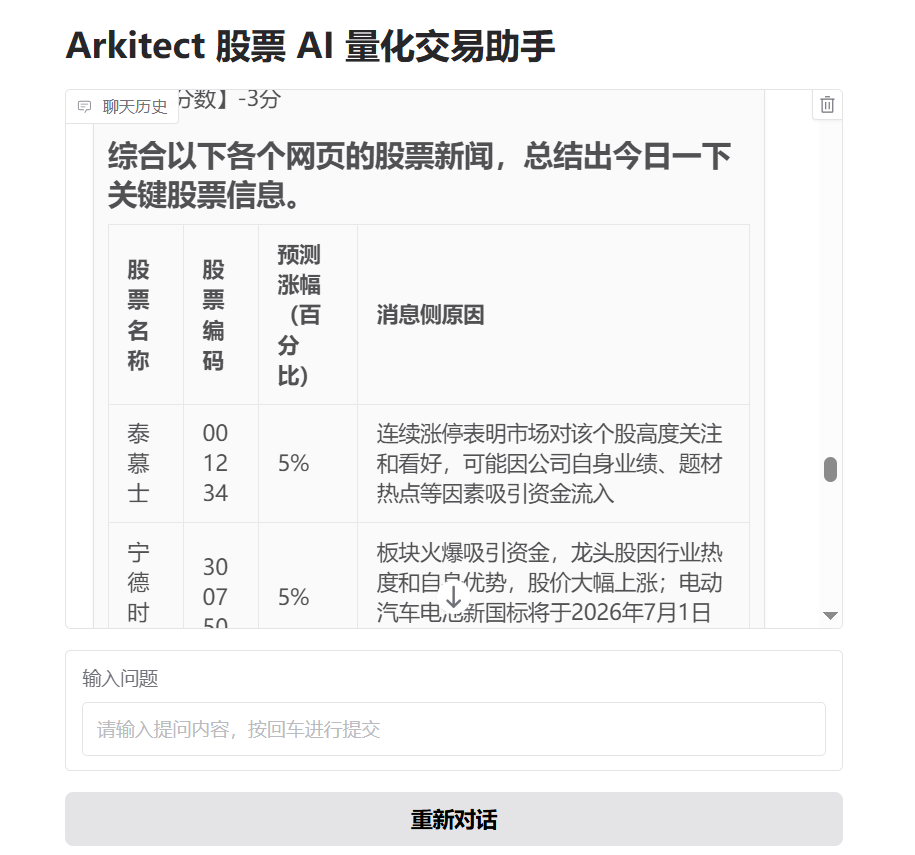 Arkitect 股票 AI 量化交易助手
聊天历史
分数】-3分
综合以下各个网页的股票新闻，总结出今日一下
关键股票信息。
股
票
名
称
股
票
编
码
预测
涨幅
（百
分
比）
消息侧原因
泰
慕
士
00
12
34
5%
连续涨停表明市场对该个股高度关注
和看好，可能因公司自身业绩、题材
热点等因素吸引资金流入
宁
德
时
30
07
50
5%
板块火爆吸引资金，龙头股因行业热
度和自身优势，股价大幅上涨；电动
汽车电池新国标将于2026年7月1日
输入问题
请输入提问内容，按回车进行提交
重新对话